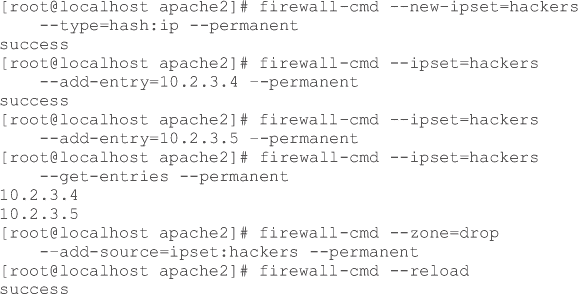 [root@localhost apache2]# firewall-cmd --new-ipset=hackers
--type=hash:ip --permanent
success
[root@localhost apache2]# firewall-cmd --ipset=hackers
--add-entry=10.2.3.4 --permanent
success
[root@localhost apache2]# firewall-cmd --ipset=hackers
--add-entry=10.2.3.5 --permanent
[root@localhost apache2]# firewall-cmd --ipset=hackers
--get-entries --permanent
10.2.3.4
10.2.3.5
[root@localhost apache2]# firewall-cmd --zone=drop
--add-source=ipset:hackers --permanent
[root@localhost apache2]# firewall-cmd --reload
success